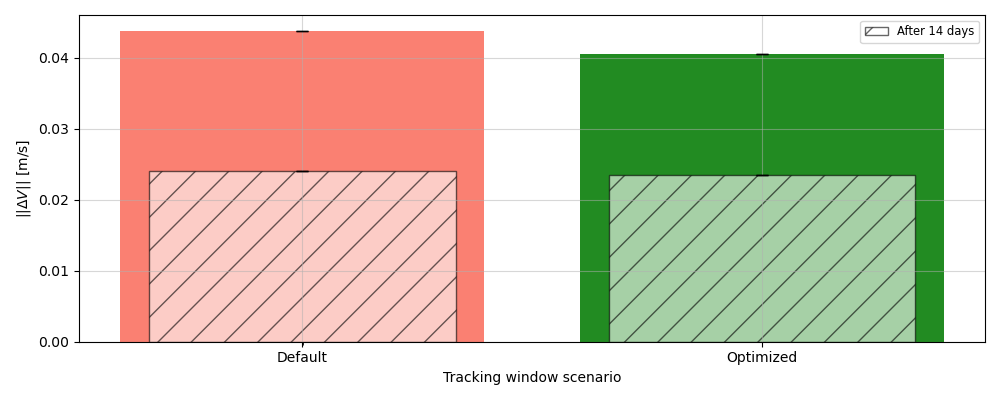 After 14 days
||ΔV|| [m/s]
0.04
0.03
0.02
0.01
0.00
Default
Optimized
Tracking window scenario